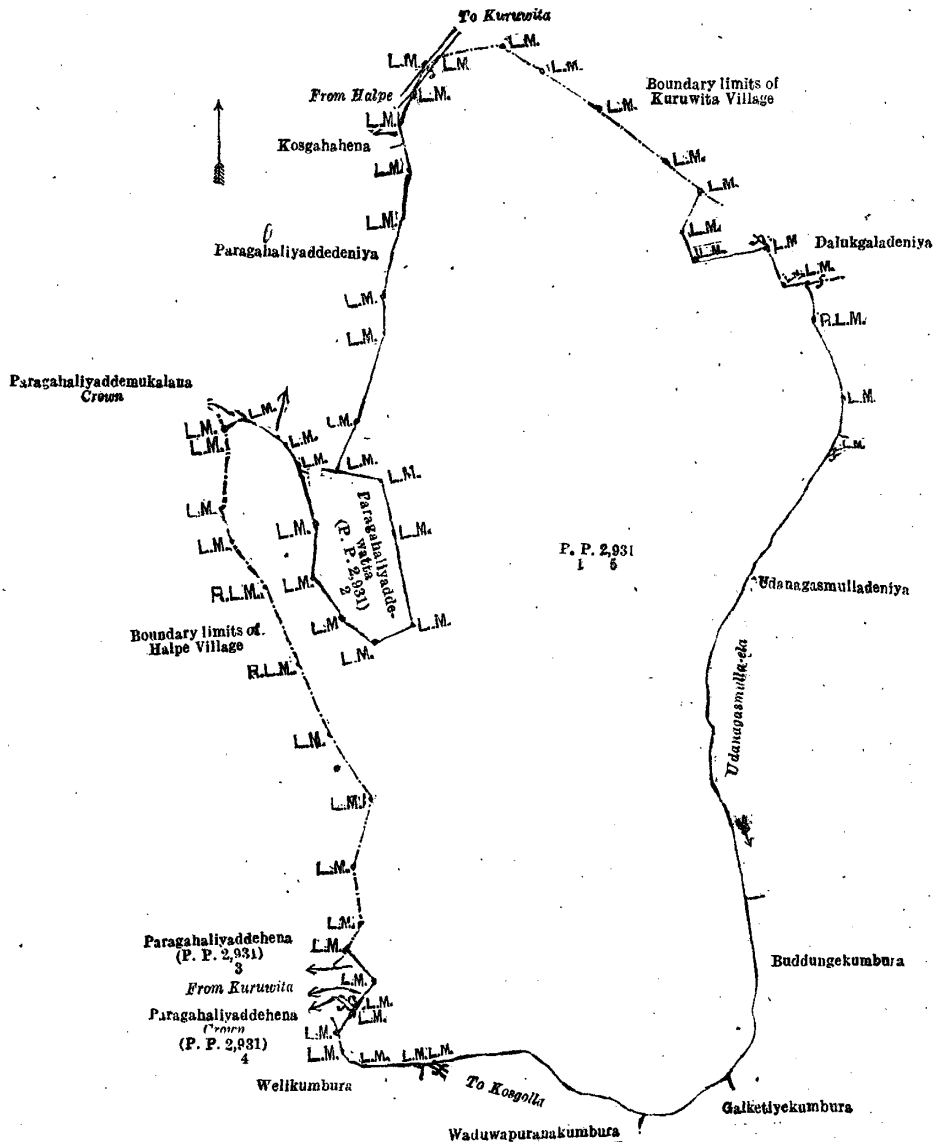 To Kuruwita
L.M.
L.M.
L.M.
L.M.
Boundary limits of
Kuruwita Village
From Halpe
L.M.
L.M.
L.M.
Kosgahahena
L.M.
L.M.
L.M.
L.M.
L.M.
Paragahaliyaddedeniya
L.M.
L.M.
Dalukgaladeniya
L.M.
L.M.
R.L.M.
L.M.
Paragahaliyaddemukalana
Crown
L.M.
L.M.
L.M.
L.M.
L.M.
L.M.
L.M.
L.M.
L.M.
L.M.
L.M.
Paragahaliyadde-
watta
(P. P. 2,931)
2
L.M.
L.M.
L.M.
P. P. 2,931
1 5
R.L.M.
L.M.
Udanagasmulladeniya
Boundary limits of
Halpe Village
L.M.
L.M.
L.M.
R.L.M.
Udanagasmulla-ela
L.M.
L.M.
L.M.
L.M.
Paragahaliyaddehena
(P. P. 2,931)
3
L.M.
Buddungekumbura
From Kuruwita
L.M.
L.M.
Paragahaliyaddehena
Crown
(P. P. 2,931)
4
L.M.
L.M.
L.M.
L.M.
L.M.
L.M.
Welikumbura
To Kosgolla
Galketiyekumbura
Waduwapuranakumbura